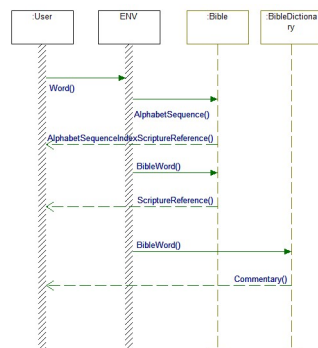 :User
ENV
:Bible
:BibleDictiona
ry
Word()
AlphabetSequence()
AlphabetSequenceIndexScriptureReference()
BibleWord()
ScriptureReference()
BibleWord()
Commentary()